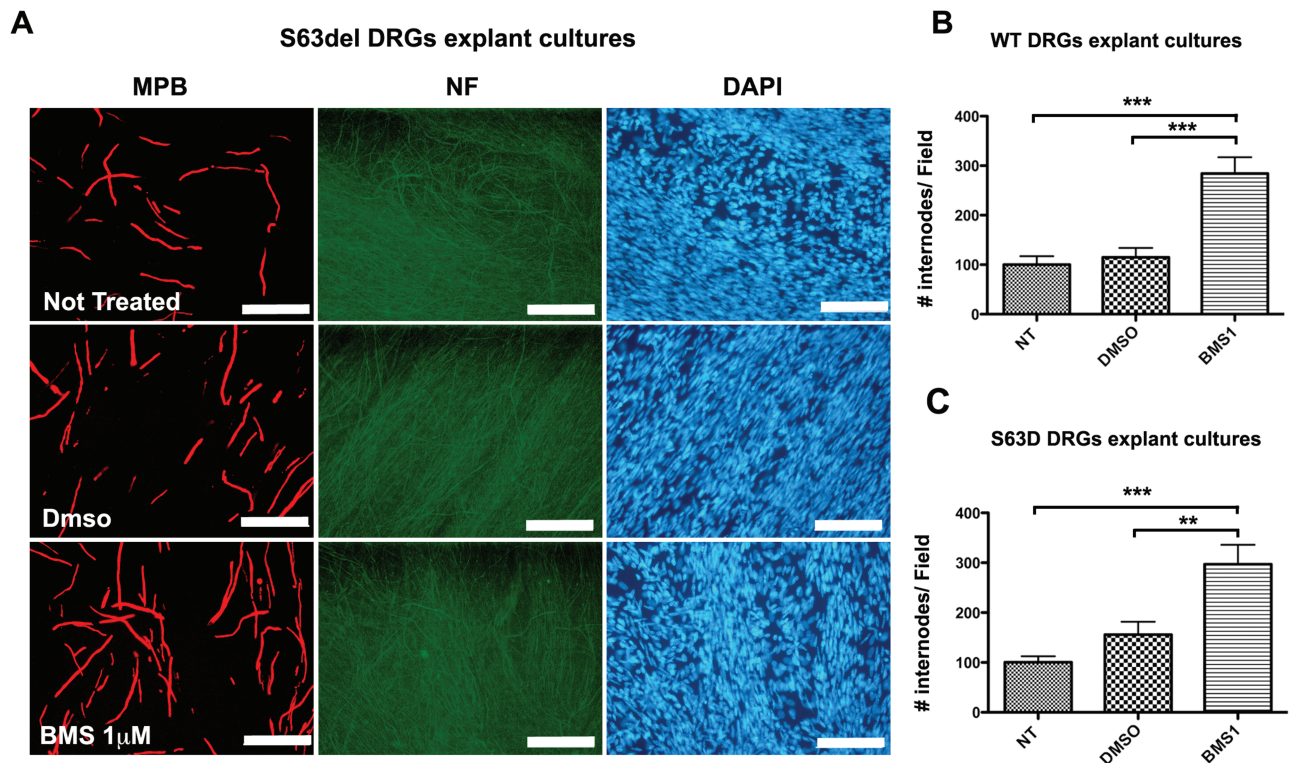 A
S63del DRGs explant cultures
MPB NF DAPI
Not Treated
Dmso
BMS 1µM
B
WT DRGs explant cultures
# internodes/ Field
400
300
200
100
0
***
***
NT DMSO BMS1
C
S63D DRGs explant cultures
# internodes/ Field
400
300
200
100
0
***
**
NT DMSO BMS1